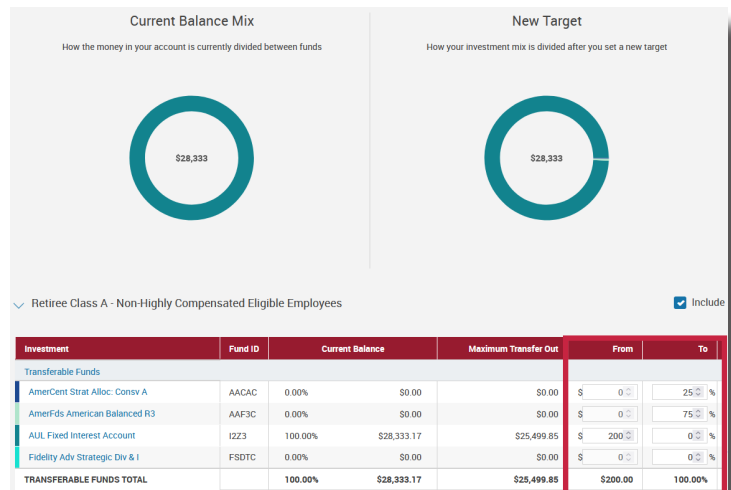 Current Balance Mix
How the money in your account is currently divided between funds
$28,333
New Target
How your investment mix is divided after you set a new target
$28,333
Retiree Class A - Non-Highly Compensated Eligible Employees
Include
Investment Fund ID Current Balance Maximum Transfer Out From To
Transferable Funds
AmerCent Strat Alloc: Consv A AACAC 0.00% $0.00 $0.00 $ 0 25 %
AmerFds American Balanced R3 AAF3C 0.00% $0.00 $0.00 $ 0 75 %
AUL Fixed Interest Account I2Z3 100.00% $28,333.17 $25,499.85 $ 200 0 %
Fidelity Adv Strategic Div & I FSDTC 0.00% $0.00 $0.00 $ 0 0 %
TRANSFERABLE FUNDS TOTAL 100.00% $28,333.17 $25,499.85 $200.00 100.00%